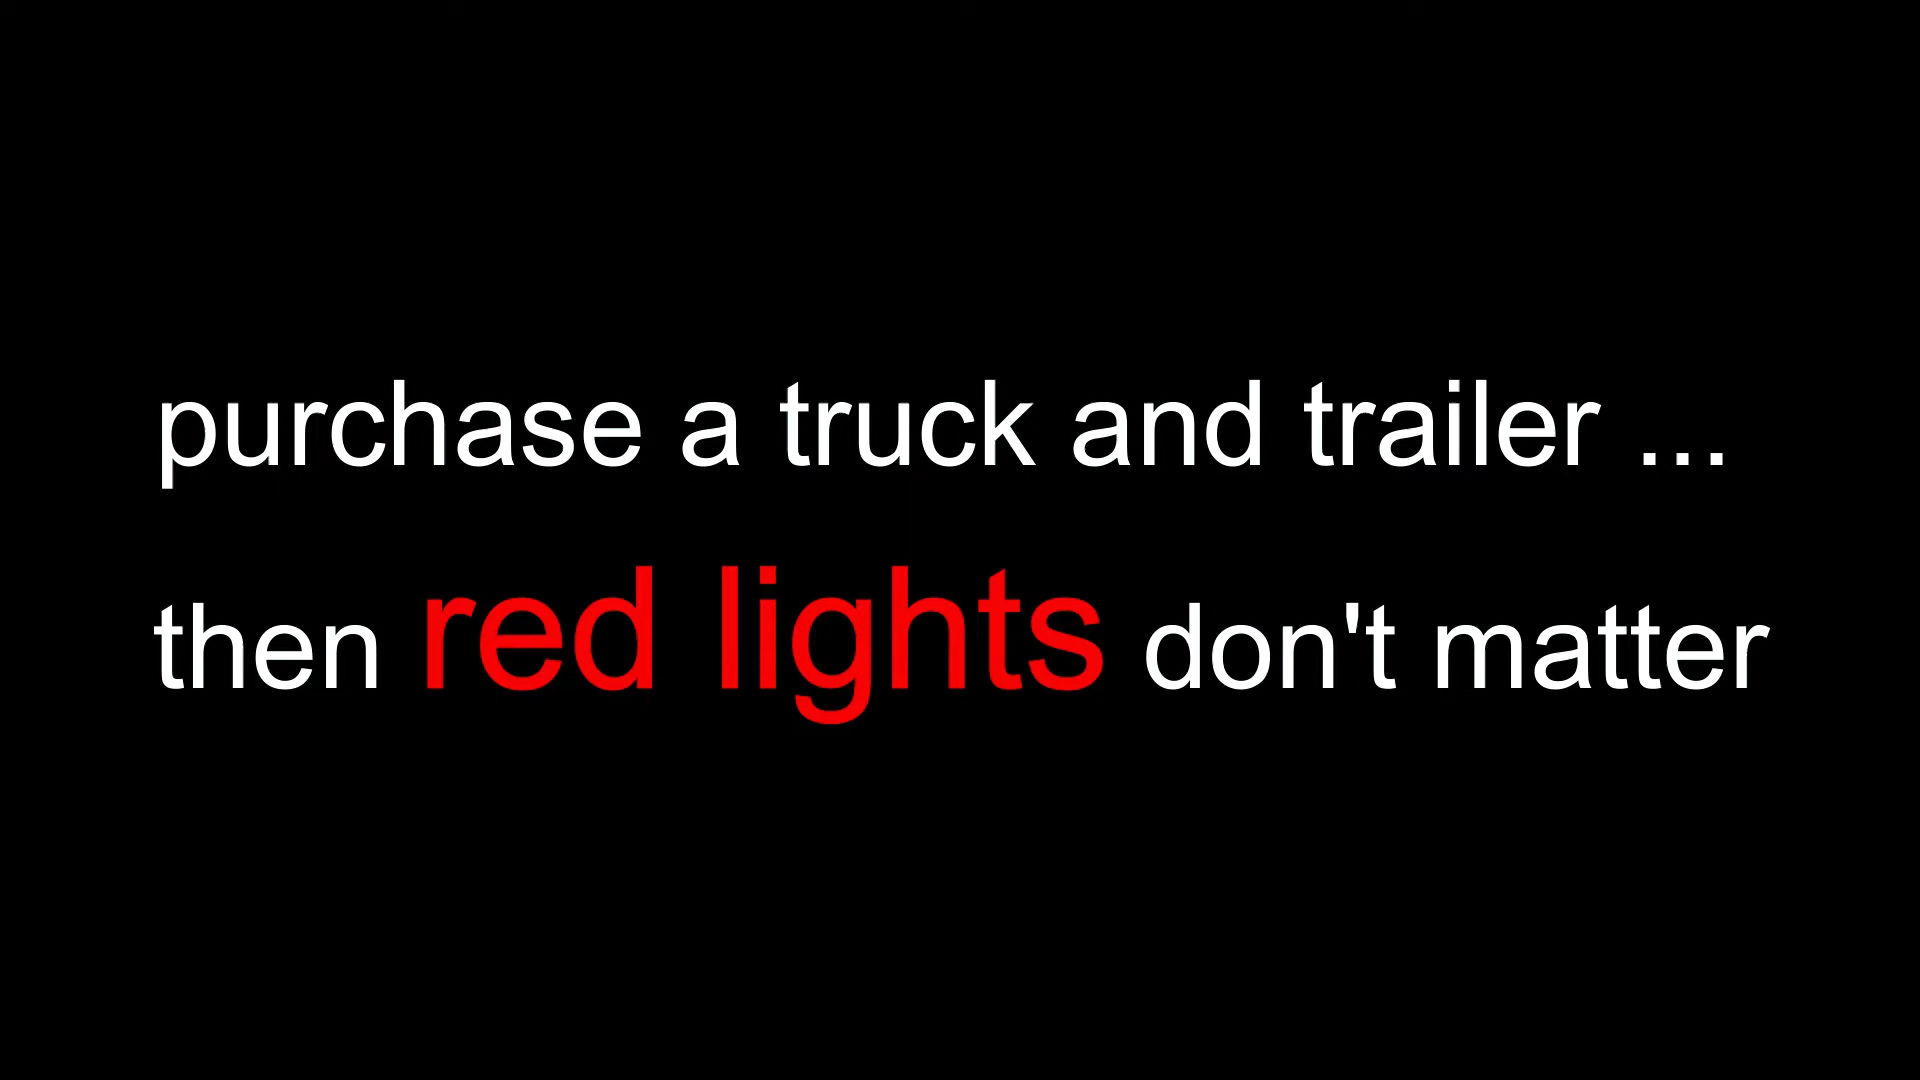 purchase a truck and trailer ...
then red lights don't matter